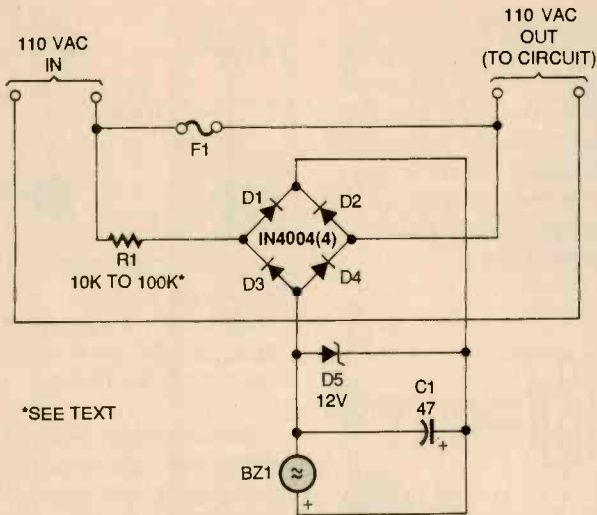 110 VAC
IN
110 VAC
OUT
(TO CIRCUIT)
F1
D1
D2
IN4004(4)
R1
10K TO 100K*
D3
D4
D5
12V
C1
47
+
*SEE TEXT
BZ1
+